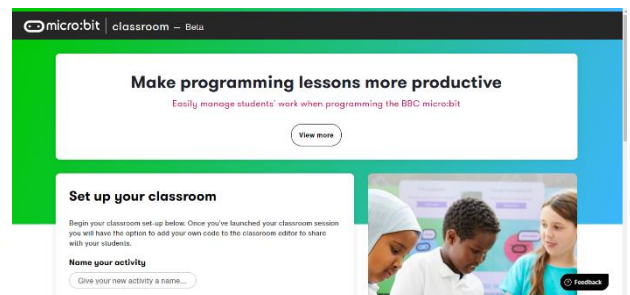 micro:bit | classroom – Beta
Make programming lessons more productive
Easily manage students' work when programming the BBC micro:bit
View more
Set up your classroom
Begin your classroom set-up below. Once you've launched your classroom session
you will have the option to add your own code to the classroom editor to share
with your students.
Name your activity
Give your new activity a name...
Feedback